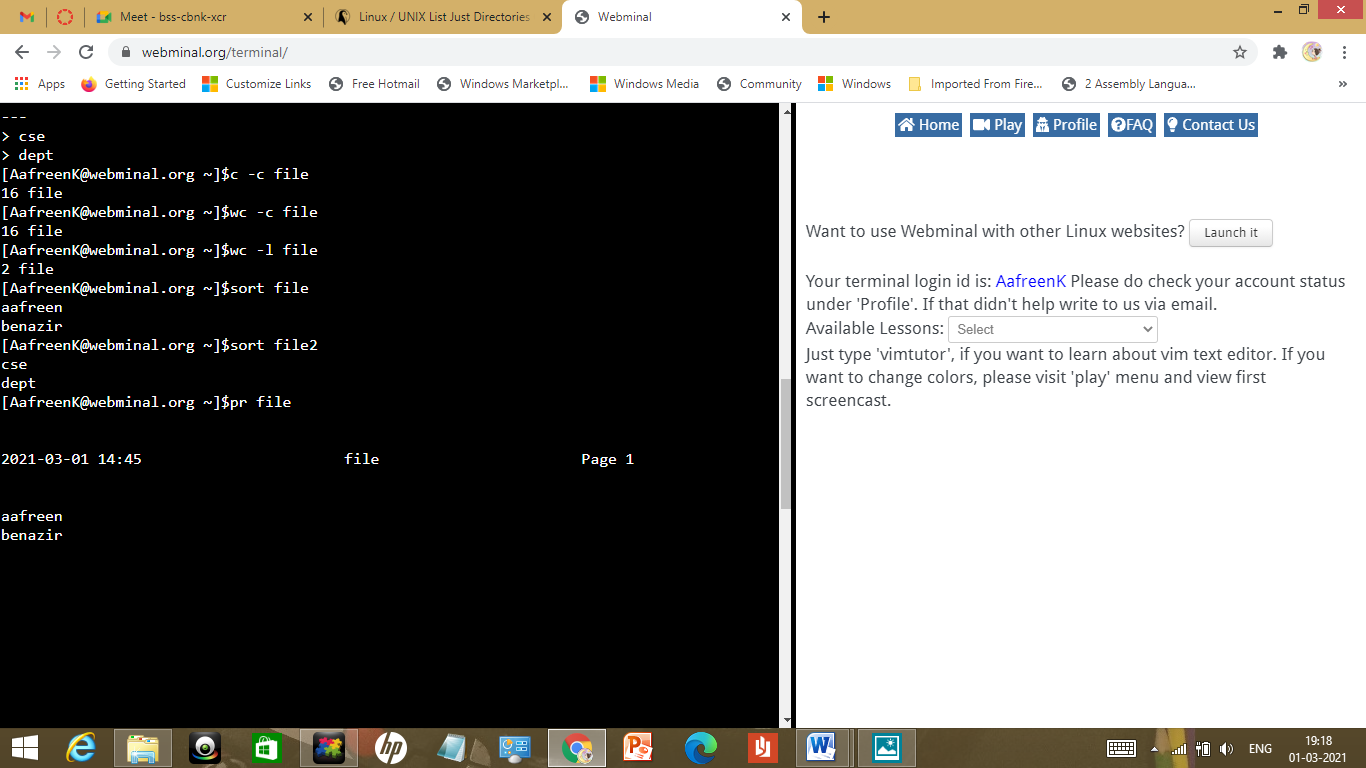 Meet - bss-cbnk-xcr
Linux / UNIX List Just Directories
Webminal
webminal.org/terminal/
Apps
Getting Started
Customize Links
Free Hotmail
Windows Marketpl...
Windows Media
Community
Windows
Imported From Fire...
2 Assembly Langua...
»
---
> cse
> dept
[AafreenK@webminal.org ~]$c -c file
16 file
[AafreenK@webminal.org ~]$wc -c file
16 file
[AafreenK@webminal.org ~]$wc -l file
2 file
[AafreenK@webminal.org ~]$sort file
aafreen
benazir
[AafreenK@webminal.org ~]$sort file2
cse
dept
[AafreenK@webminal.org ~]$pr file
2021-03-01 14:45 file Page 1
aafreen
benazir
Home Play Profile FAQ Contact Us
Want to use Webminal with other Linux websites? Launch it
Your terminal login id is: AafreenK Please do check your account status
under 'Profile'. If that didn't help write to us via email.
Available Lessons: Select
Just type 'vimtutor', if you want to learn about vim text editor. If you
want to change colors, please visit 'play' menu and view first
screencast.
hp
ENG
19:18
01-03-2021